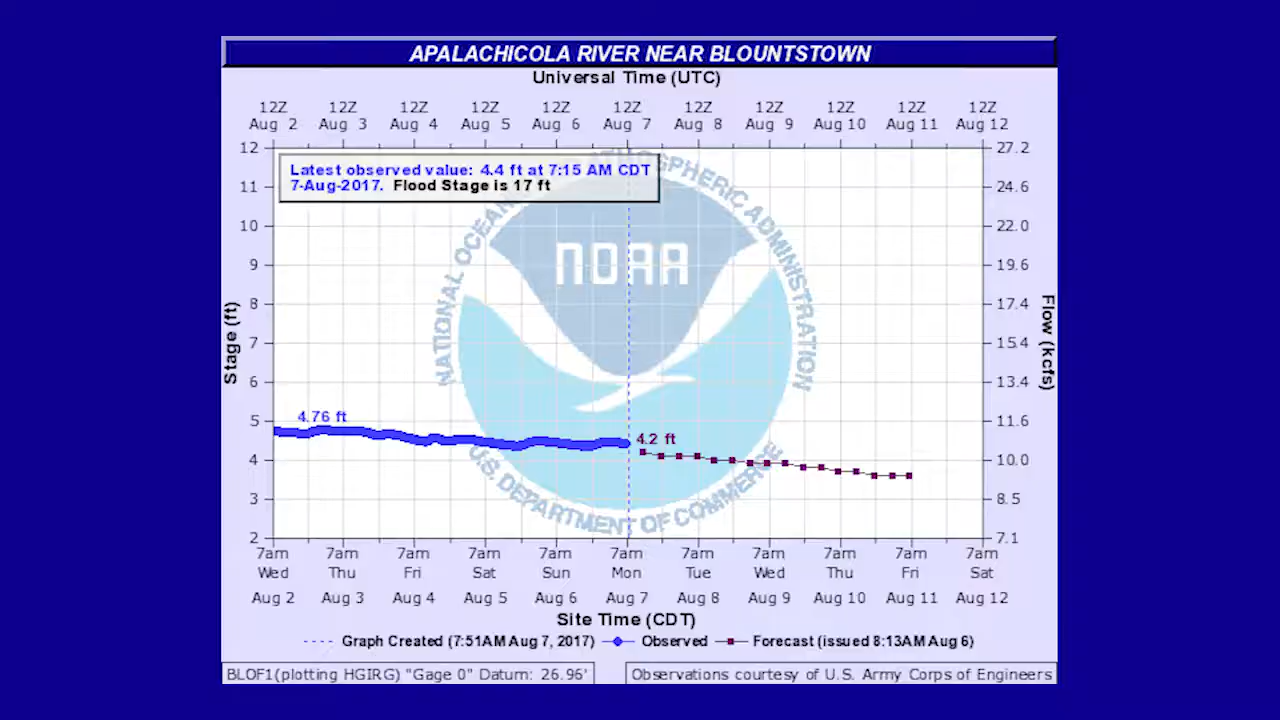 APALACHICOLA RIVER NEAR BLOUNTSTOWN
Universal Time (UTC)
12Z 12Z 12Z 12Z 12Z 12Z 12Z 12Z 12Z 12Z 12Z
Aug 2 Aug 3 Aug 4 Aug 5 Aug 6 Aug 7 Aug 8 Aug 9 Aug 10 Aug 11 Aug 12
12 27.2
Latest observed value: 4.4 ft at 7:15 AM CDT
7-Aug-2017. Flood Stage is 17 ft
11 24.6
10 22.0
9 19.6
8 17.4
7 15.4
6 13.4
5 11.6
4 10.0
3 8.5
2 7.1
Stage (ft)
Flow (kcfs)
NATIONAL OCEANIC AND ATMOSPHERIC ADMINISTRATION
NOAA
U.S. DEPARTMENT OF COMMERCE
4.76 ft
4.2 ft
7am 7am 7am 7am 7am 7am 7am 7am 7am 7am 7am
Wed Thu Fri Sat Sun Mon Tue Wed Thu Fri Sat
Aug 2 Aug 3 Aug 4 Aug 5 Aug 6 Aug 7 Aug 8 Aug 9 Aug 10 Aug 11 Aug 12
Site Time (CDT)
Graph Created (7:51AM Aug 7, 2017) Observed Forecast (issued 8:13AM Aug 6)
BLOF1(plotting HGIRG) "Gage 0" Datum: 26.96'
Observations courtesy of U.S. Army Corps of Engineers